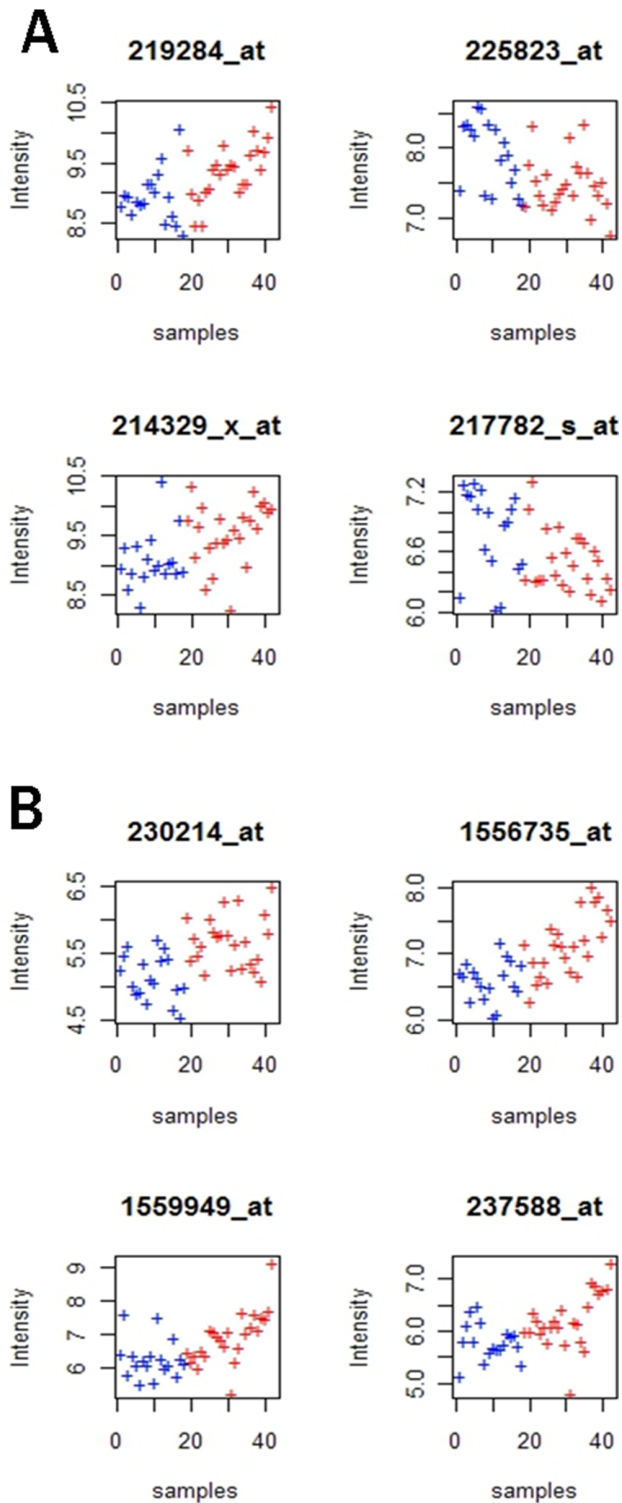 A
219284_at
225823_at
Intensity
8.5 9.5 10.5
0 20 40
samples
Intensity
7.0 8.0
0 20 40
samples
214329_x_at
217782_s_at
Intensity
8.5 9.5 10.5
0 20 40
samples
Intensity
6.0 6.6 7.2
0 20 40
samples
B
230214_at
1556735_at
Intensity
4.5 5.5 6.5
0 20 40
samples
Intensity
6.0 7.0 8.0
0 20 40
samples
1559949_at
237588_at
Intensity
6 7 8 9
0 20 40
samples
Intensity
5.0 6.0 7.0
0 20 40
samples